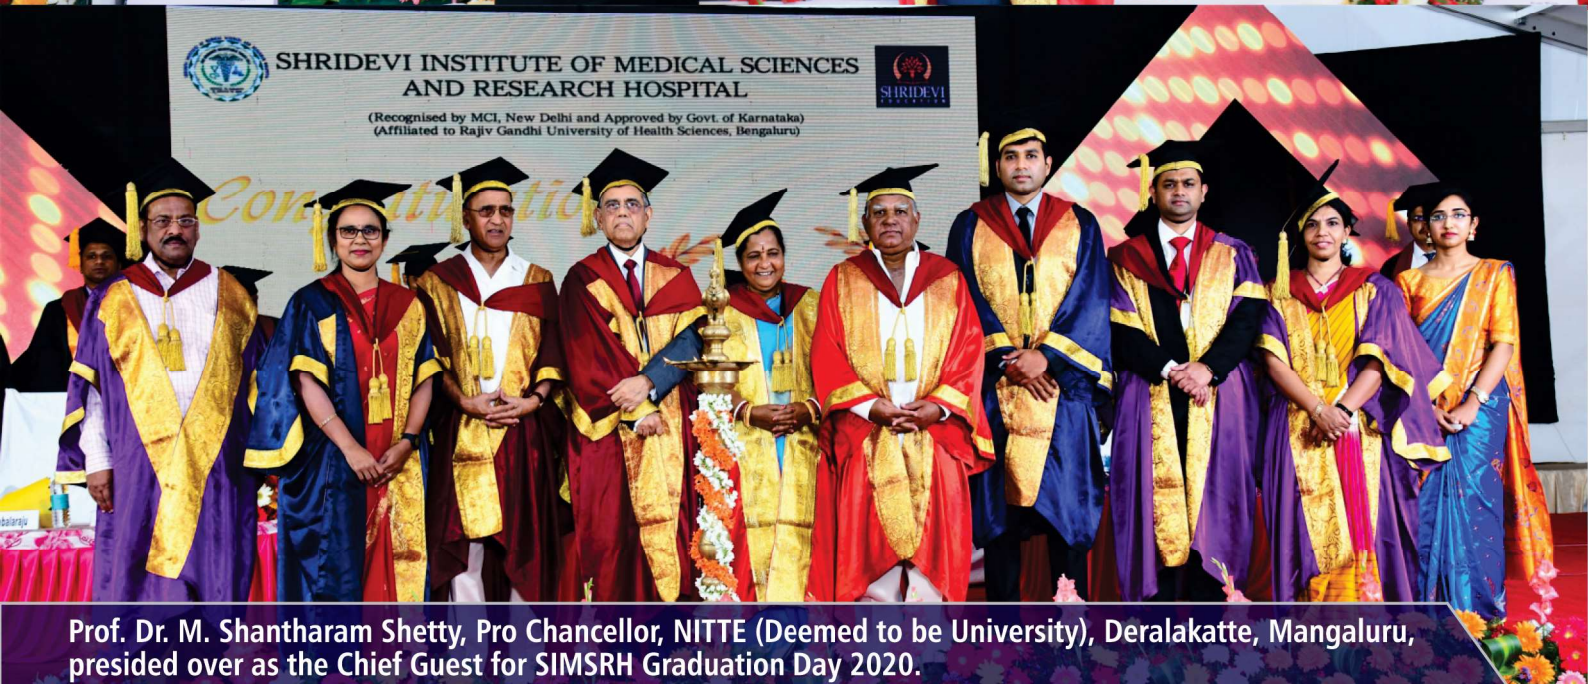 SHRIDEVI INSTITUTE OF MEDICAL SCIENCES
AND RESEARCH HOSPITAL
(Recognised by MCI, New Delhi and Approved by Govt. of Karnataka)
(Affiliated to Rajiv Gandhi University of Health Sciences, Bengaluru)
SHRIDEVI
EDUCATION
balaraju
Prof. Dr. M. Shantharam Shetty, Pro Chancellor, NITTE (Deemed to be University), Deralakatte, Mangaluru,
presided over as the Chief Guest for SIMSRH Graduation Day 2020.